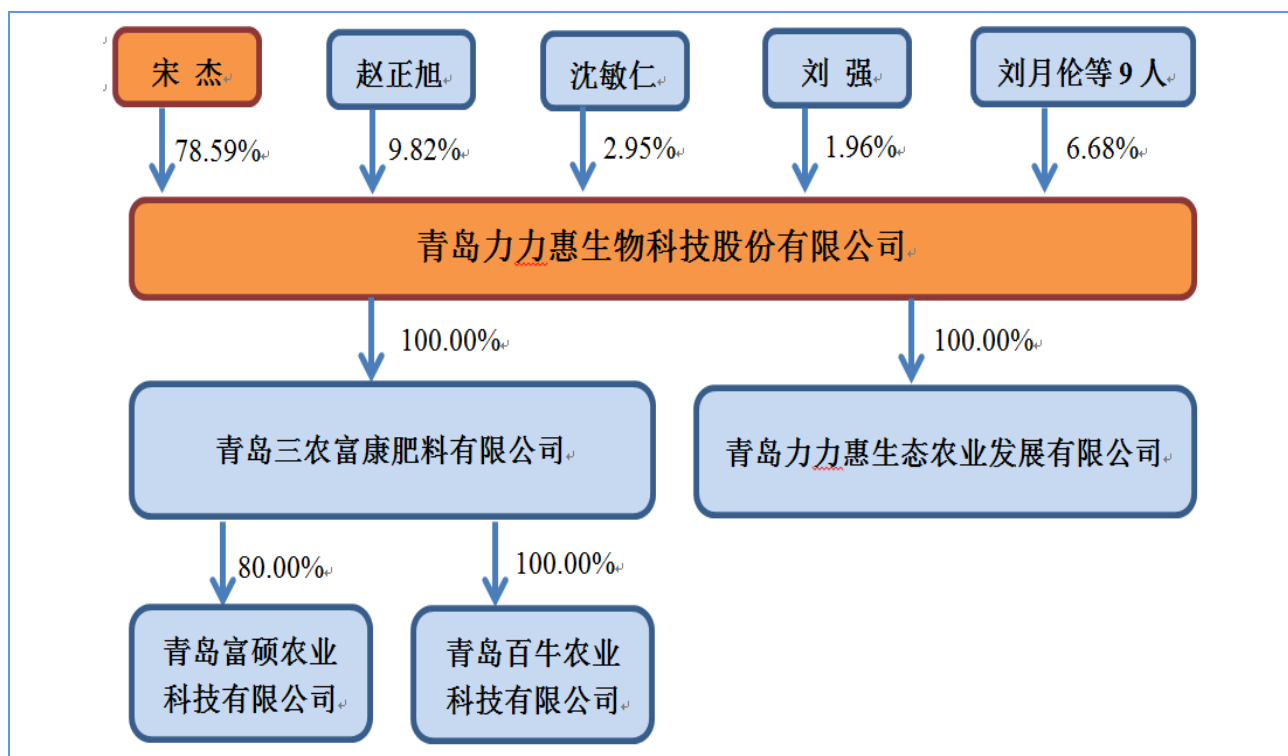 宋 杰
赵正旭
沈敏仁
刘 强
刘月伦等 9 人
78.59%
9.82%
2.95%
1.96%
6.68%
青岛力力惠生物科技股份有限公司
100.00%
100.00%
青岛三农富康肥料有限公司
青岛力力惠生态农业发展有限公司
80.00%
100.00%
青岛富硕农业
科技有限公司
青岛百牛农业
科技有限公司